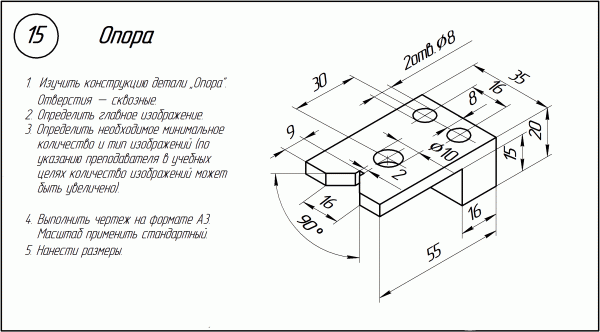 15 Опора
1. Изучить конструкцию детали „Опора".
Отверстия – сквозные.
2. Определить главное изображение.
3. Определить необходимое минимальное
количество и тип изображений (по
указанию преподавателя в учебных
целях количество изображений может
быть увеличено).
4. Выполнить чертеж на формате А3.
Масштаб применить стандартный.
5. Нанести размеры.
2отв. ϕ8
30
35
16
8
9
20
15
ϕ10
2
16
90°
16
55